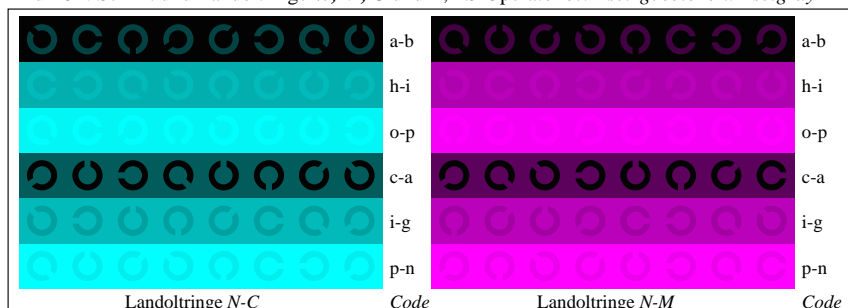 a-b a-b
h-i h-i
o-p o-p
c-a c-a
i-g i-g
p-n p-n
Landoltringe N-C Code Landoltringe N-M Code